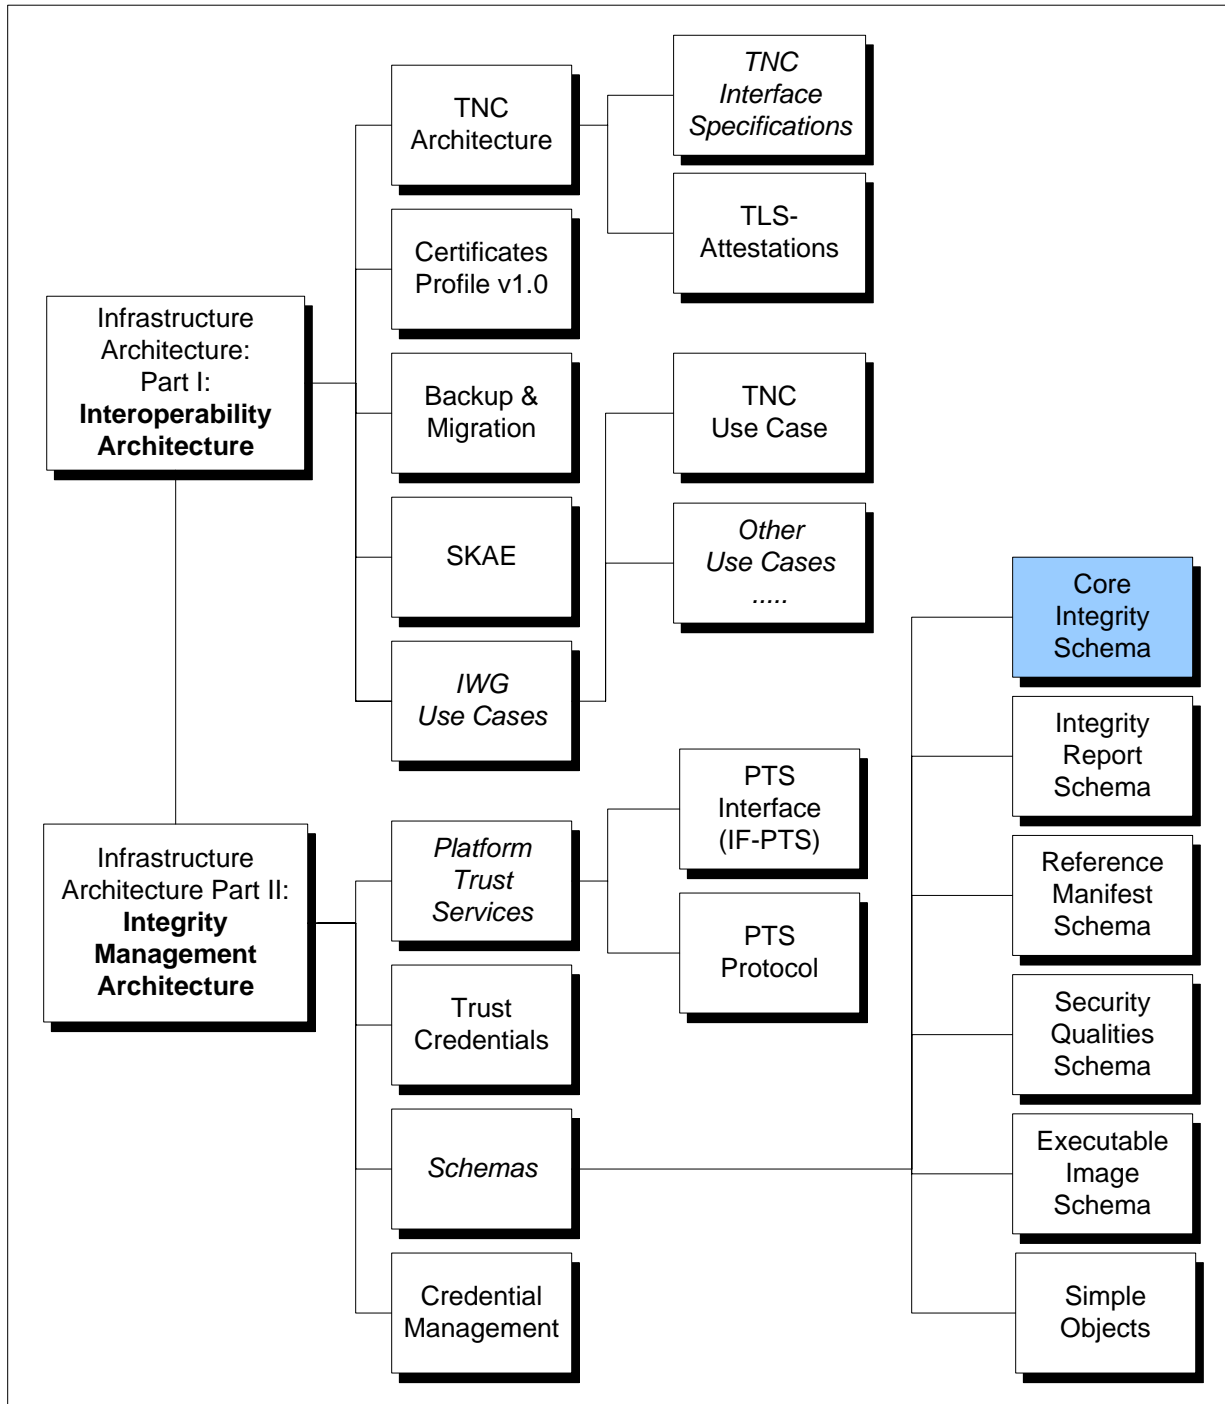 TNC
Architecture
TNC
Interface
Specifications
TLS-
Attestations
Certificates
Profile v1.0
Infrastructure
Architecture:
Part I:
Interoperability
Architecture
Backup &
Migration
TNC
Use Case
SKAE
Other
Use Cases
.....
IWG
Use Cases
Core
Integrity
Schema
Integrity
Report
Schema
Infrastructure
Architecture Part II:
Integrity
Management
Architecture
Platform
Trust
Services
PTS
Interface
(IF-PTS)
PTS
Protocol
Reference
Manifest
Schema
Trust
Credentials
Security
Qualities
Schema
Schemas
Executable
Image
Schema
Credential
Management
Simple
Objects